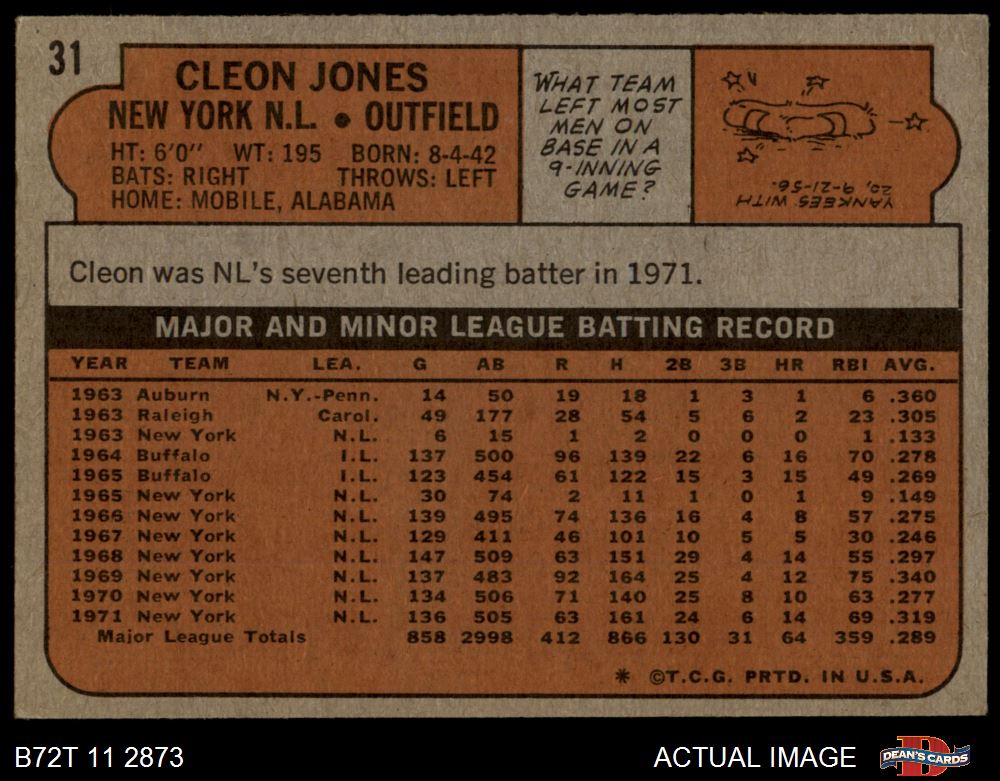 31
CLEON JONES
NEW YORK N.L. • OUTFIELD
HT: 6'0" WT: 195 BORN: 8-4-42
BATS: RIGHT THROWS: LEFT
HOME: MOBILE, ALABAMA
WHAT TEAM
LEFT MOST
MEN ON
BASE IN A
9-INNING
GAME?
YANKEES WITH
20, 9-21-56.
Cleon was NL's seventh leading batter in 1971.
MAJOR AND MINOR LEAGUE BATTING RECORD
YEAR TEAM LEA. G AB R H 2B 3B HR RBI AVG.
1963 Auburn N.Y.-Penn. 14 50 19 18 1 3 1 6 .360
1963 Raleigh Carol. 49 177 28 54 5 6 2 23 .305
1963 New York N.L. 6 15 1 2 0 0 0 1 .133
1964 Buffalo I.L. 137 500 96 139 22 6 16 70 .278
1965 Buffalo I.L. 123 454 61 122 15 3 15 49 .269
1965 New York N.L. 30 74 2 11 1 0 1 9 .149
1966 New York N.L. 139 495 74 136 16 4 8 57 .275
1967 New York N.L. 129 411 46 101 10 5 5 30 .246
1968 New York N.L. 147 509 63 151 29 4 14 55 .297
1969 New York N.L. 137 483 92 164 25 4 12 75 .340
1970 New York N.L. 134 506 71 140 25 8 10 63 .277
1971 New York N.L. 136 505 63 161 24 6 14 69 .319
Major League Totals 858 2998 412 866 130 31 64 359 .289
* ©T.C.G. PRTD. IN U.S.A.
B72T 11 2873
ACTUAL IMAGE
DEAN'S CARDS